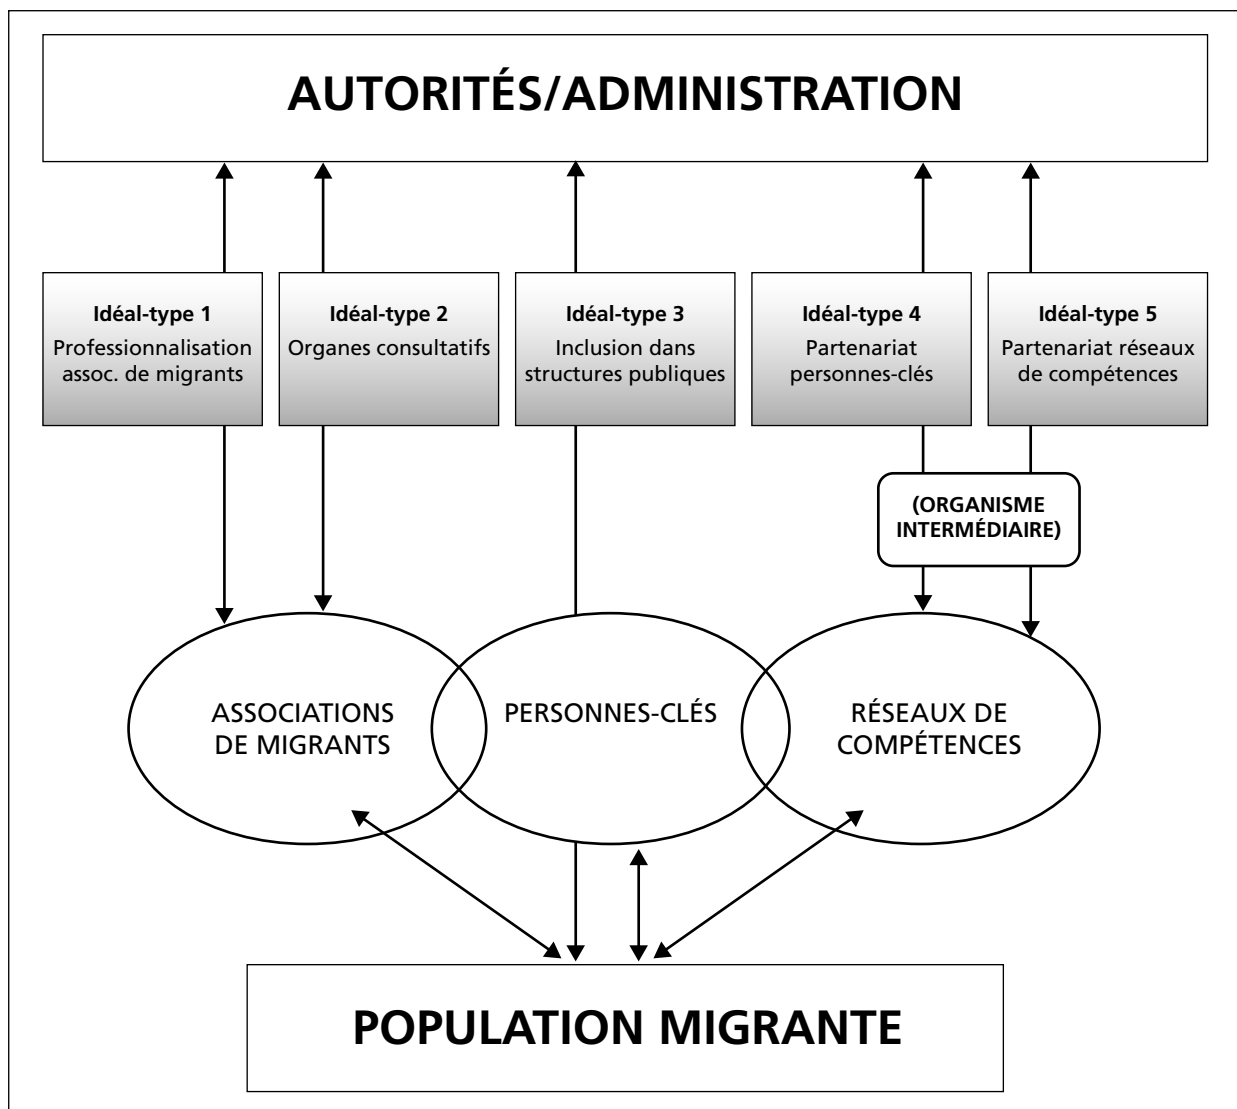 AUTORITÉS/ADMINISTRATION
Idéal-type 1
Professionnalisation
assoc. de migrants
Idéal-type 2
Organes consultatifs
Idéal-type 3
Inclusion dans
structures publiques
Idéal-type 4
Partenariat
personnes-clés
Idéal-type 5
Partenariat réseaux
de compétences
(ORGANISME
INTERMÉDIAIRE)
ASSOCIATIONS
DE MIGRANTS
PERSONNES-CLÉS
RÉSEAUX DE
COMPÉTENCES
POPULATION MIGRANTE